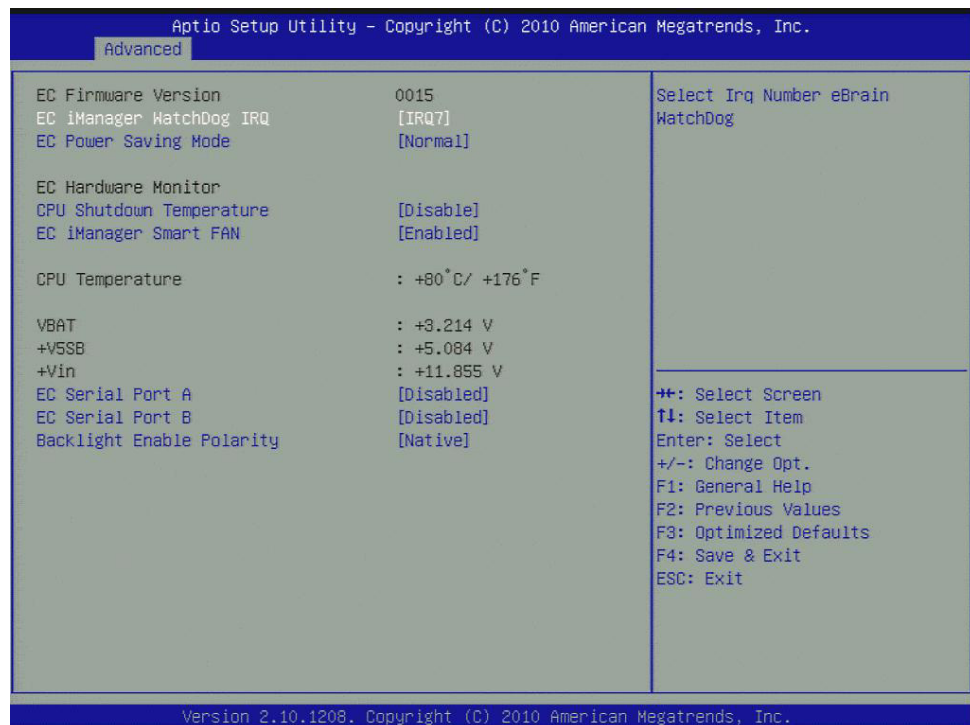 Aptio Setup Utility – Copyright (C) 2010 American Megatrends, Inc.
Advanced
EC Firmware Version 0015
EC iManager WatchDog IRQ [IRQ7]
EC Power Saving Mode [Normal]
EC Hardware Monitor
CPU Shutdown Temperature [Disable]
EC iManager Smart FAN [Enabled]
CPU Temperature : +80°C/ +176°F
VBAT : +3.214 V
+V5SB : +5.084 V
+Vin : +11.855 V
EC Serial Port A [Disabled]
EC Serial Port B [Disabled]
Backlight Enable Polarity [Native]
Select Irq Number eBrain
WatchDog
→←: Select Screen
↑↓: Select Item
Enter: Select
+/-: Change Opt.
F1: General Help
F2: Previous Values
F3: Optimized Defaults
F4: Save & Exit
ESC: Exit
Version 2.10.1208. Copyright (C) 2010 American Megatrends, Inc.